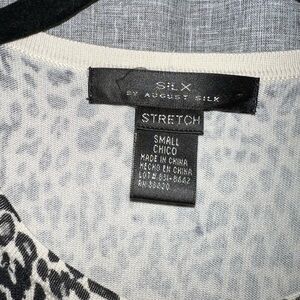 SiLX
BY AUGUST SILK
STRETCH
SMALL
CHICO
MADE IN CHINA
HECHO EN CHINA